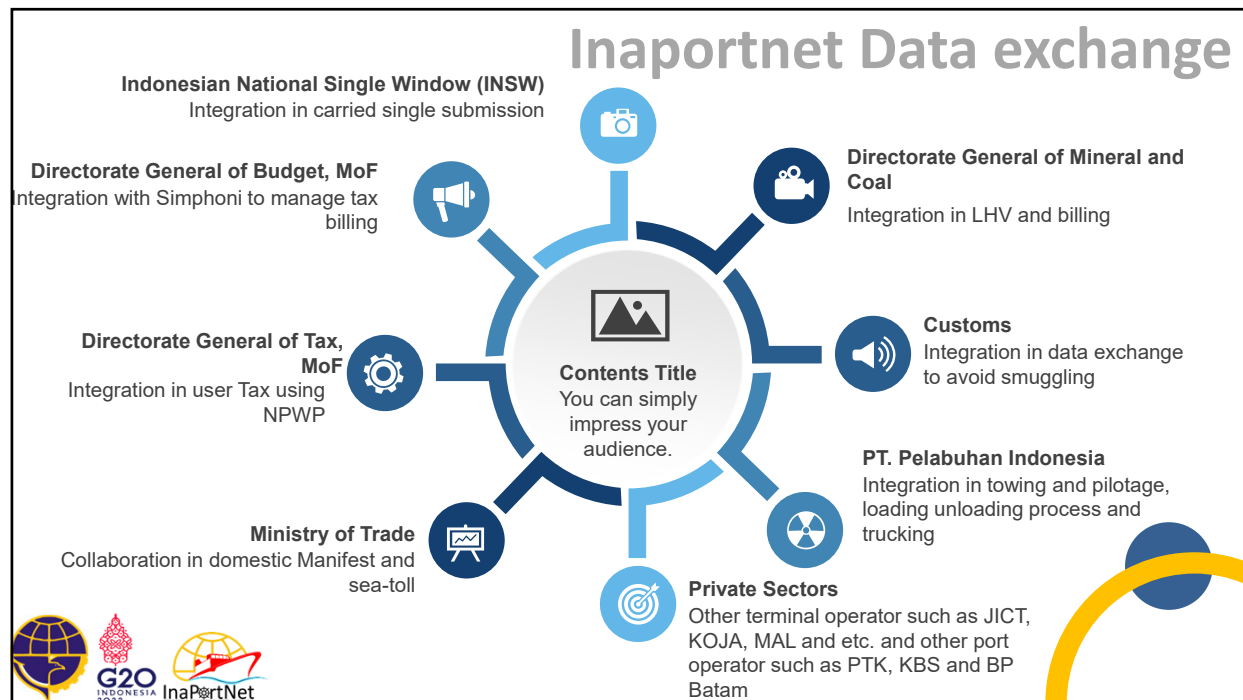 Inaportnet Data exchange
Indonesian National Single Window (INSW)
Integration in carried single submission
Directorate General of Budget, MoF
Integration with Simphoni to manage tax
billing
Directorate General of Tax,
MoF
Integration in user Tax using
NPWP
Ministry of Trade
Collaboration in domestic Manifest and
sea-toll
Contents Title
You can simply
impress your
audience.
Directorate General of Mineral and
Coal
Integration in LHV and billing
Customs
Integration in data exchange
to avoid smuggling
PT. Pelabuhan Indonesia
Integration in towing and pilotage,
loading unloading process and
trucking
Private Sectors
Other terminal operator such as JICT,
KOJA, MAL and etc. and other port
operator such as PTK, KBS and BP
Batam
G20
INDONESIA
2022
InaPortNet